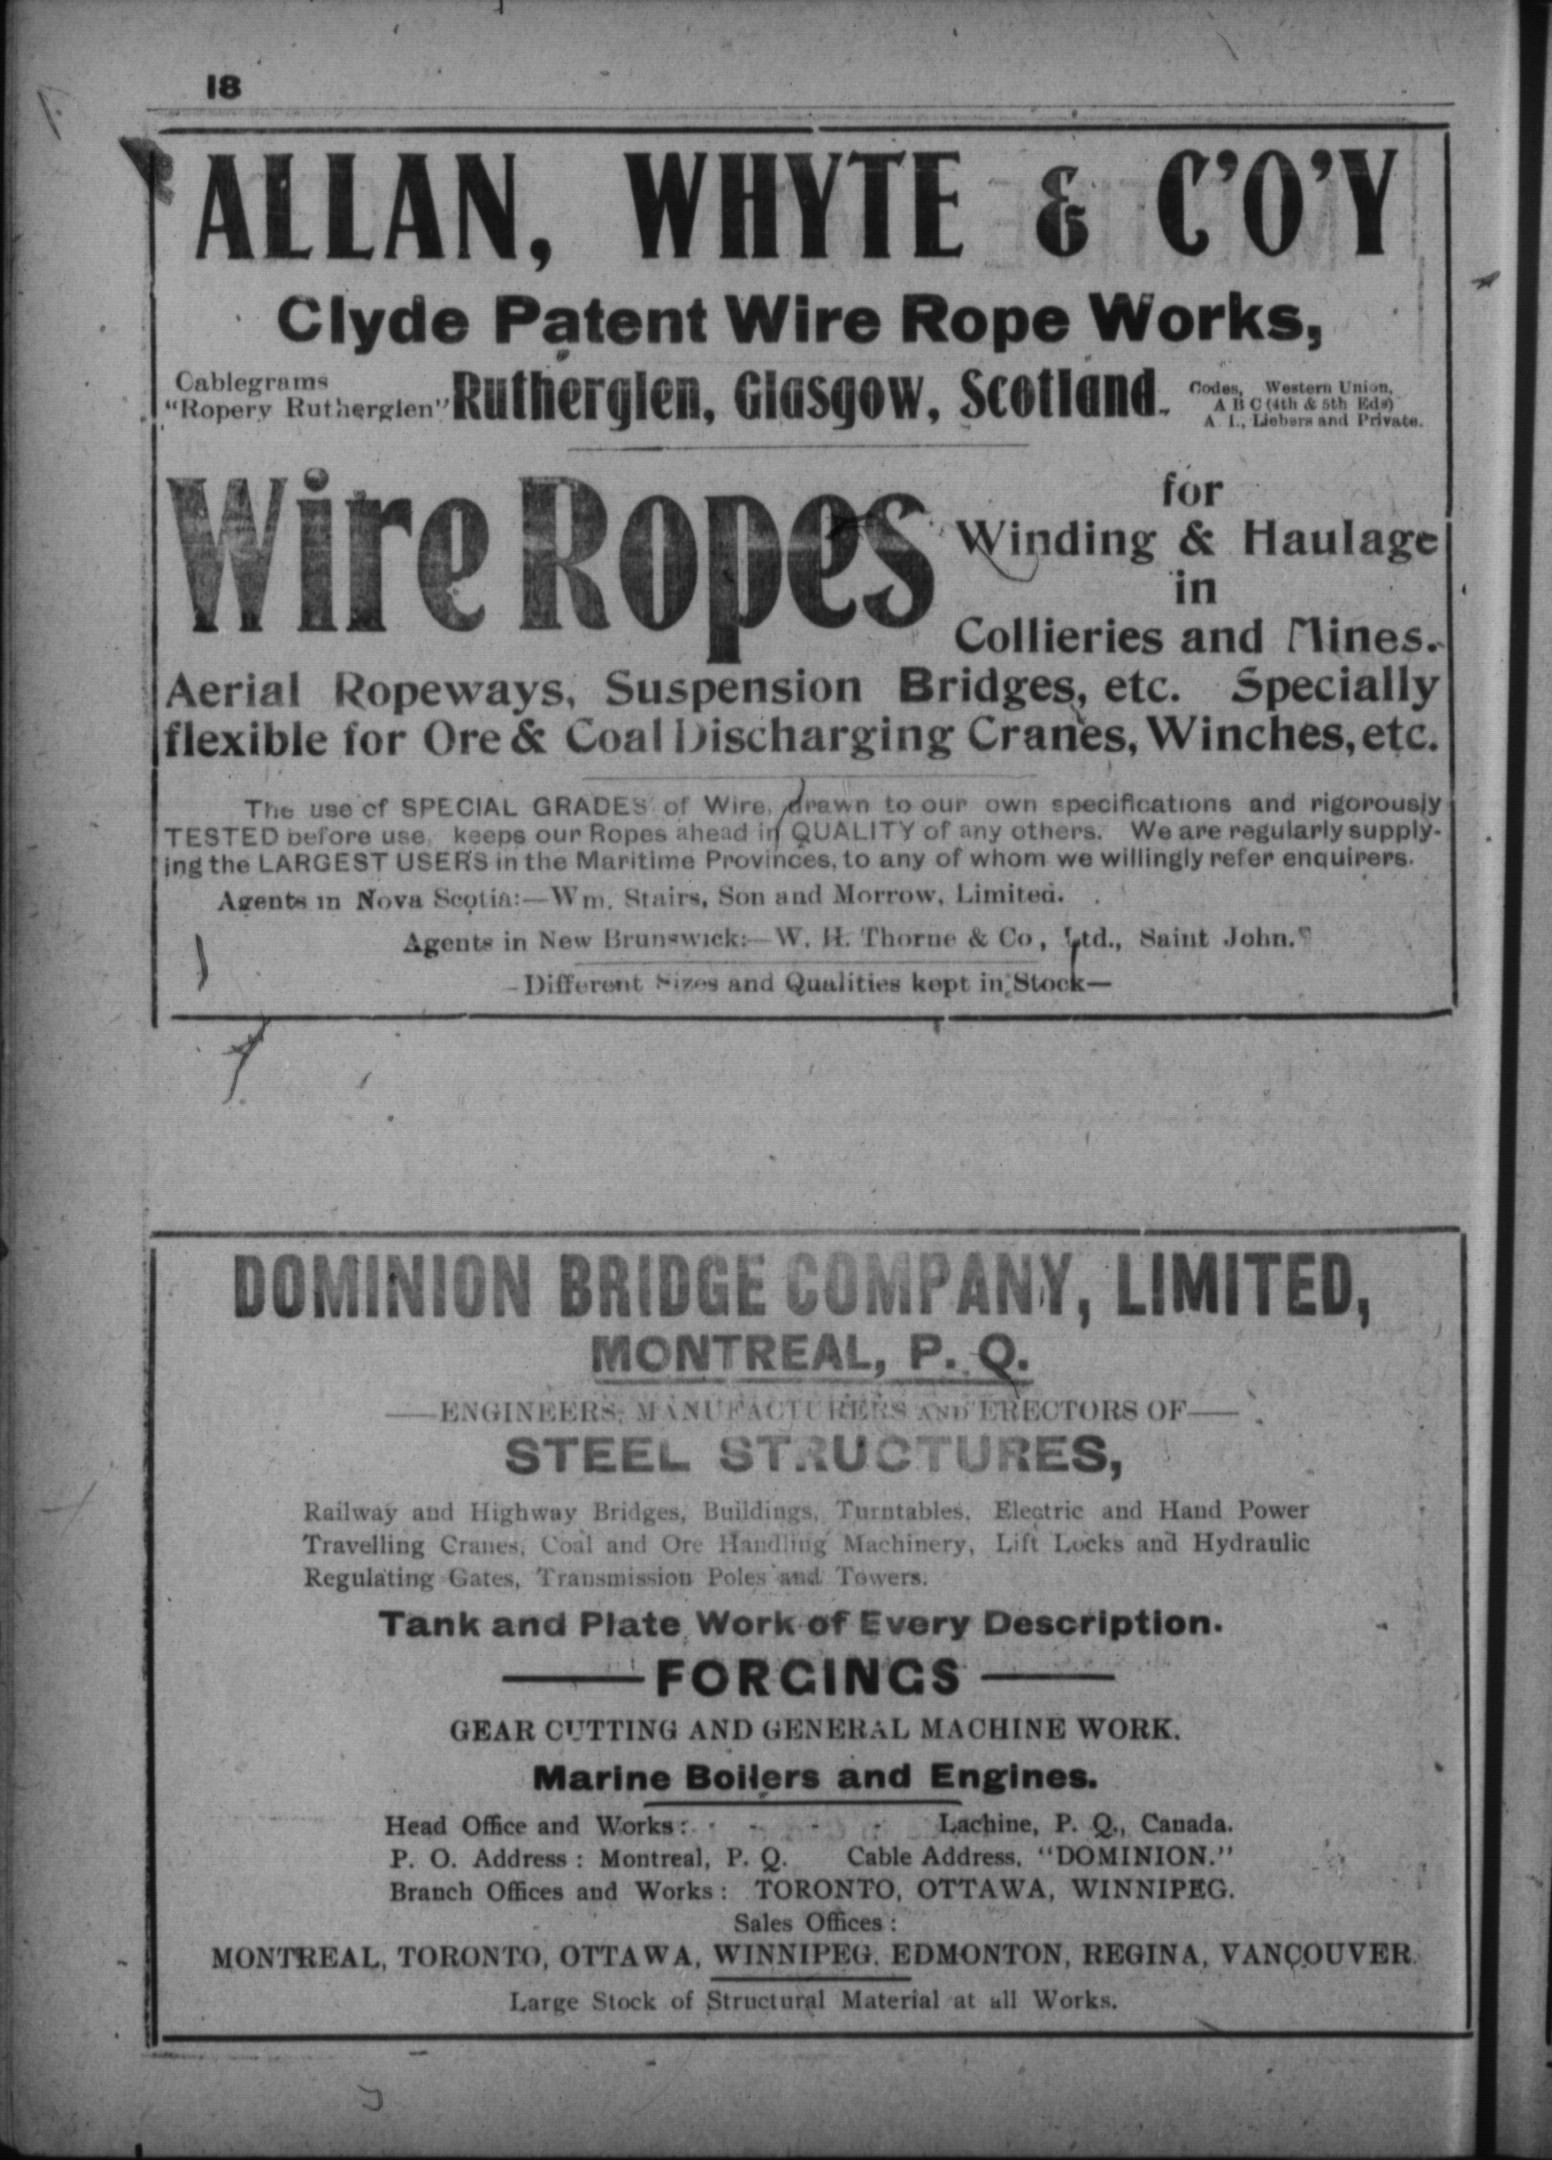 18
ALLAN, WHYTE & C'O'Y
Clyde Patent Wire Rope Works,
Cablegrams
"Ropery Rutherglen"
Rutherglen, Glasgow, Scotland.
Codes, Western Union,
A B C (4th & 5th Eds)
A. 1., Liebers and Private.
Wire Ropes
for
Winding & Haulage
in
Collieries and Mines.
Aerial Ropeways, Suspension Bridges, etc. Specially
flexible for Ore & Coal Discharging Cranes, Winches, etc.
The use of SPECIAL GRADES of Wire, drawn to our own specifications and rigorously
TESTED before use, keeps our Ropes ahead in QUALITY of any others. We are regularly supply-
ing the LARGEST USERS in the Maritime Provinces, to any of whom we willingly refer enquirers.
Agents in Nova Scotia:—Wm. Stairs, Son and Morrow, Limited.
Agents in New Brunswick:—W. H. Thorne & Co., Ltd., Saint John.
—Different Sizes and Qualities kept in Stock—
DOMINION BRIDGE COMPANY, LIMITED,
MONTREAL, P. Q.
—ENGINEERS, MANUFACTURERS AND ERECTORS OF—
STEEL STRUCTURES,
Railway and Highway Bridges, Buildings, Turntables, Electric and Hand Power
Travelling Cranes, Coal and Ore Handling Machinery, Lift Locks and Hydraulic
Regulating Gates, Transmission Poles and Towers.
Tank and Plate Work of Every Description.
—FORGINGS—
GEAR CUTTING AND GENERAL MACHINE WORK.
Marine Boilers and Engines.
Head Office and Works: - - - - Lachine, P. Q., Canada.
P. O. Address: Montreal, P. Q. Cable Address, "DOMINION."
Branch Offices and Works: TORONTO, OTTAWA, WINNIPEG.
Sales Offices:
MONTREAL, TORONTO, OTTAWA, WINNIPEG, EDMONTON, REGINA, VANCOUVER.
Large Stock of Structural Material at all Works.